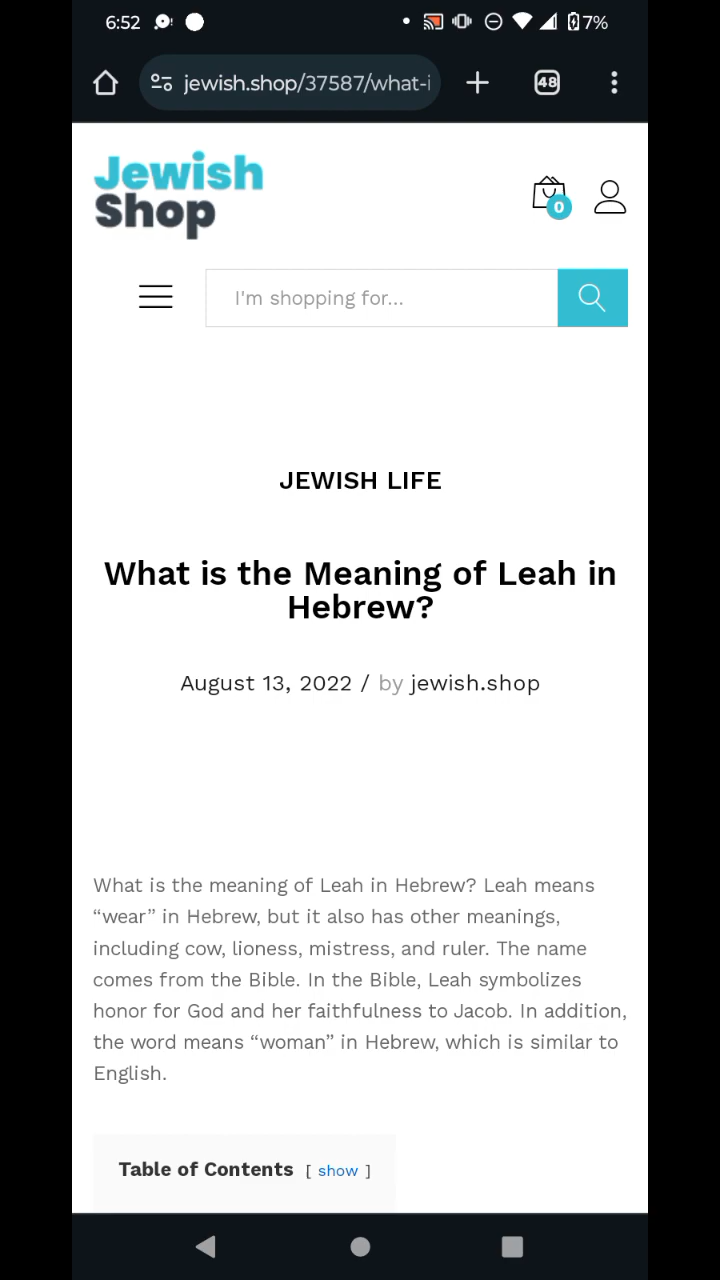 6:52
7%
jewish.shop/37587/what-i
48
Jewish
Shop
0
I'm shopping for...
JEWISH LIFE
What is the Meaning of Leah in
Hebrew?
August 13, 2022 / by jewish.shop
What is the meaning of Leah in Hebrew? Leah means
“wear” in Hebrew, but it also has other meanings,
including cow, lioness, mistress, and ruler. The name
comes from the Bible. In the Bible, Leah symbolizes
honor for God and her faithfulness to Jacob. In addition,
the word means “woman” in Hebrew, which is similar to
English.
Table of Contents [ show ]